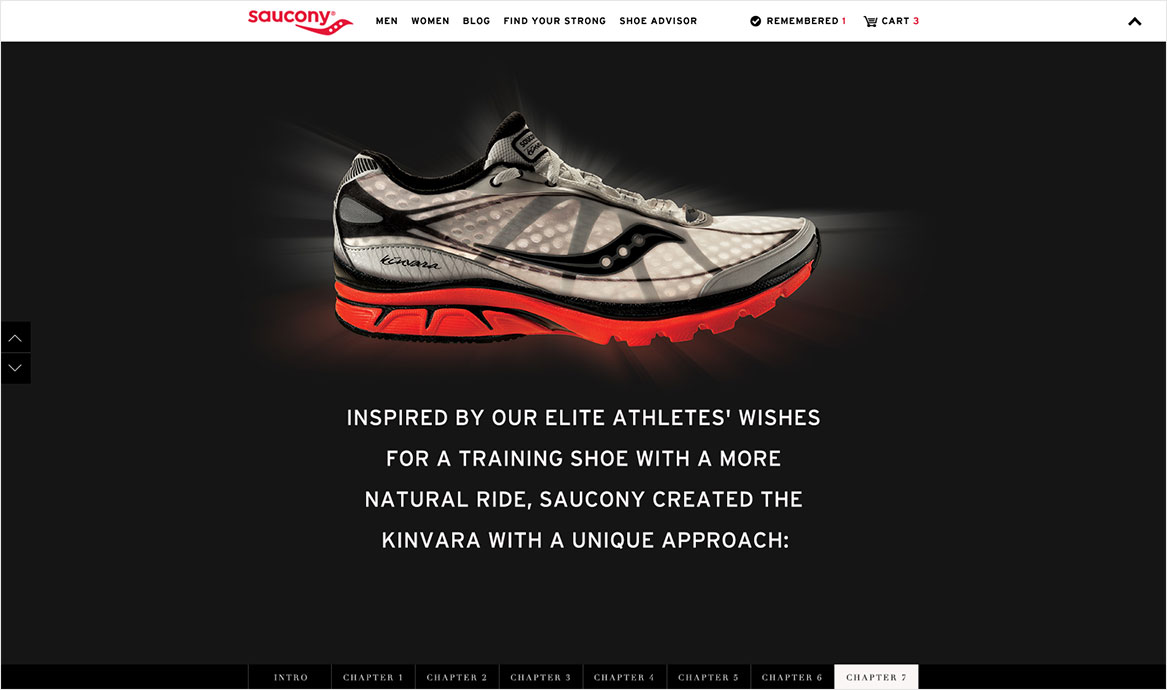 saucony®
MEN WOMEN BLOG FIND YOUR STRONG SHOE ADVISOR
REMEMBERED 1 CART 3
kinvara
INSPIRED BY OUR ELITE ATHLETES' WISHES
FOR A TRAINING SHOE WITH A MORE
NATURAL RIDE, SAUCONY CREATED THE
KINVARA WITH A UNIQUE APPROACH:
INTRO CHAPTER 1 CHAPTER 2 CHAPTER 3 CHAPTER 4 CHAPTER 5 CHAPTER 6 CHAPTER 7